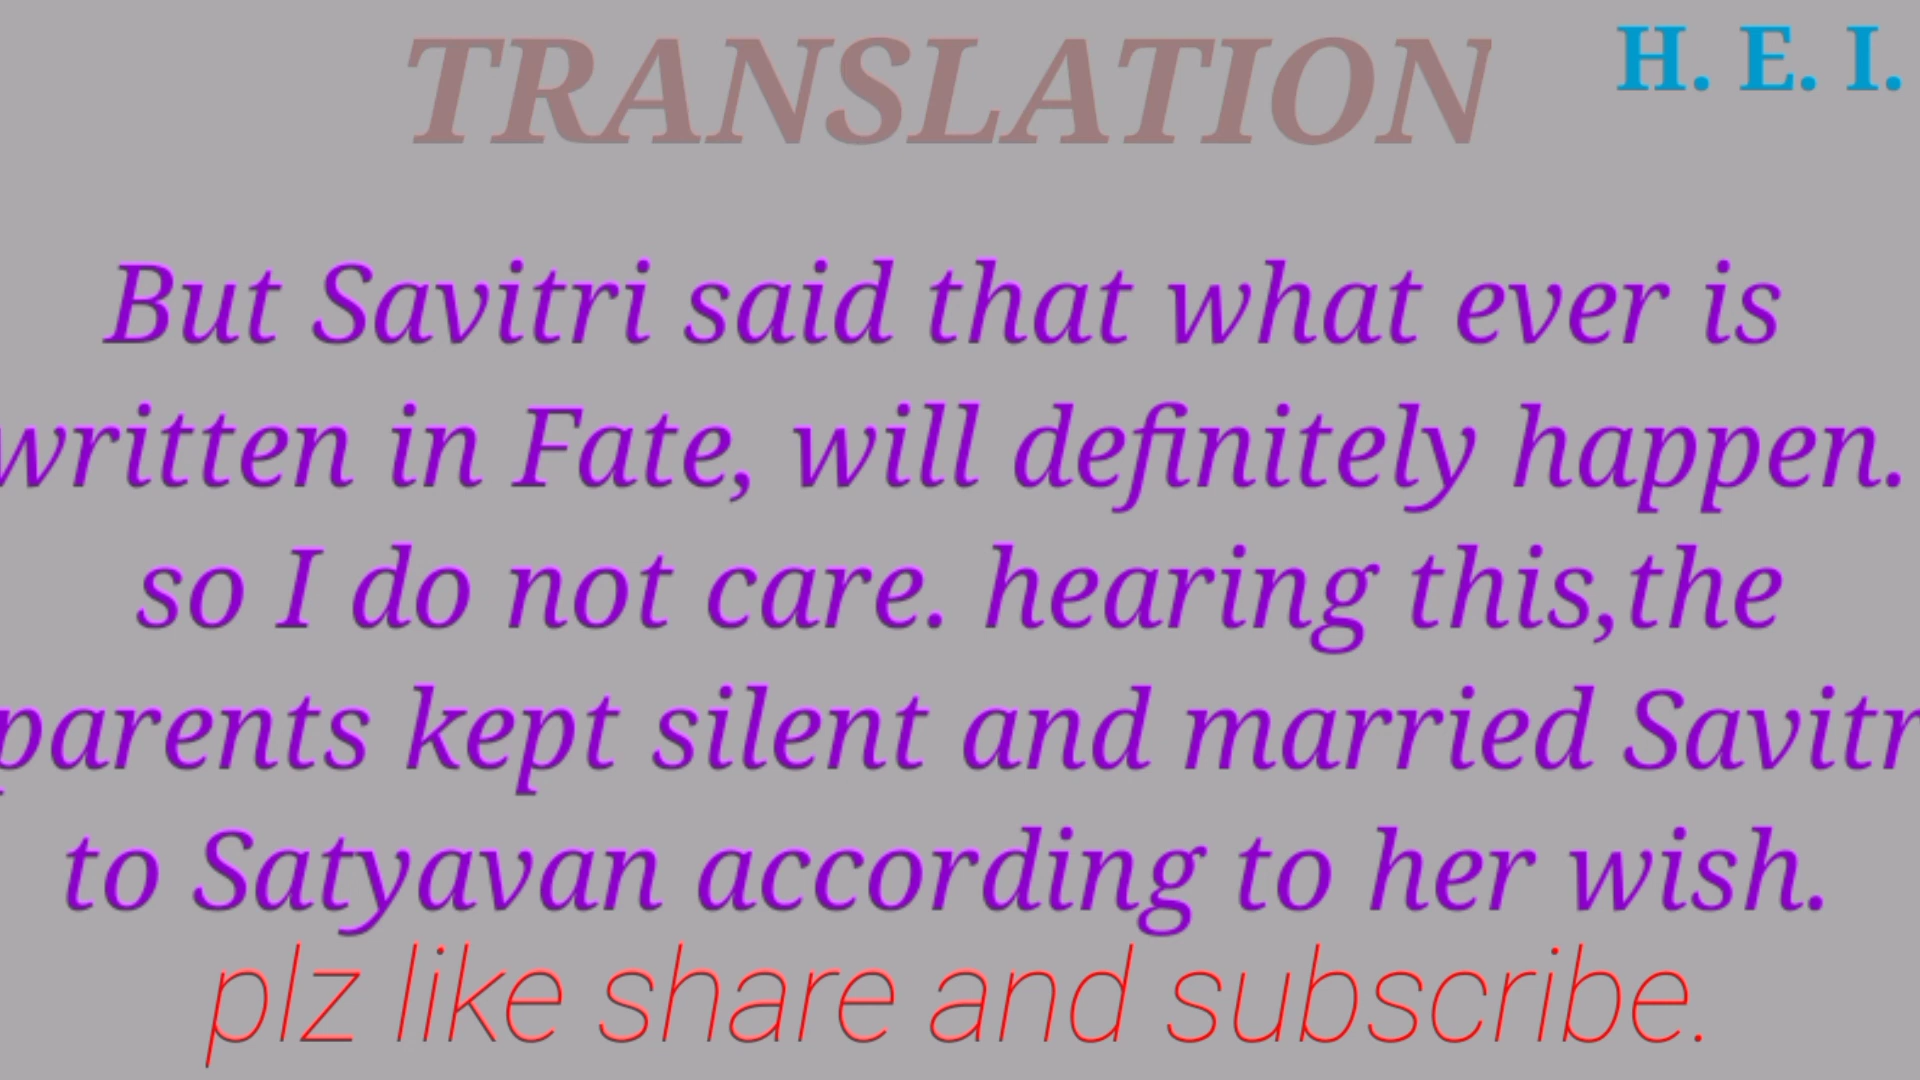 TRANSLATION
H. E. I.
But Savitri said that what ever is
written in Fate, will definitely happen.
so I do not care. hearing this,the
parents kept silent and married Savitr
to Satyavan according to her wish.
plz like share and subscribe.